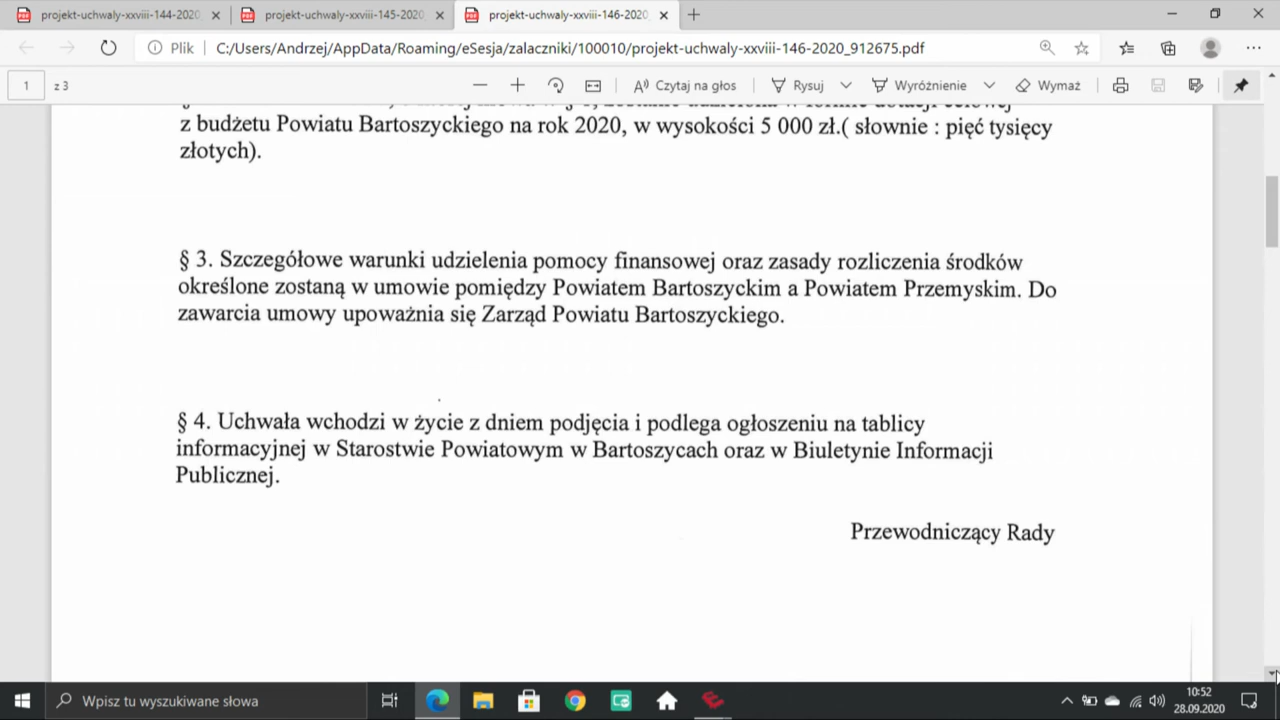 projekt-uchwaly-xxviii-144-2020
projekt-uchwaly-xxviii-145-2020
projekt-uchwaly-xxviii-146-2020
Plik
C:/Users/Andrzej/AppData/Roaming/eSesja/zalaczniki/100010/projekt-uchwaly-xxviii-146-2020_912675.pdf
1 z 3
Czytaj na głos
Rysuj
Wyróżnienie
Wymaż
z budżetu Powiatu Bartoszyckiego na rok 2020, w wysokości 5 000 zł.( słownie : pięć tysięcy
złotych).
§ 3. Szczegółowe warunki udzielenia pomocy finansowej oraz zasady rozliczenia środków
określone zostaną w umowie pomiędzy Powiatem Bartoszyckim a Powiatem Przemyskim. Do
zawarcia umowy upoważnia się Zarząd Powiatu Bartoszyckiego.
§ 4. Uchwała wchodzi w życie z dniem podjęcia i podlega ogłoszeniu na tablicy
informacyjnej w Starostwie Powiatowym w Bartoszycach oraz w Biuletynie Informacji
Publicznej.
Przewodniczący Rady
Wpisz tu wyszukiwane słowa
10:52
28.09.2020